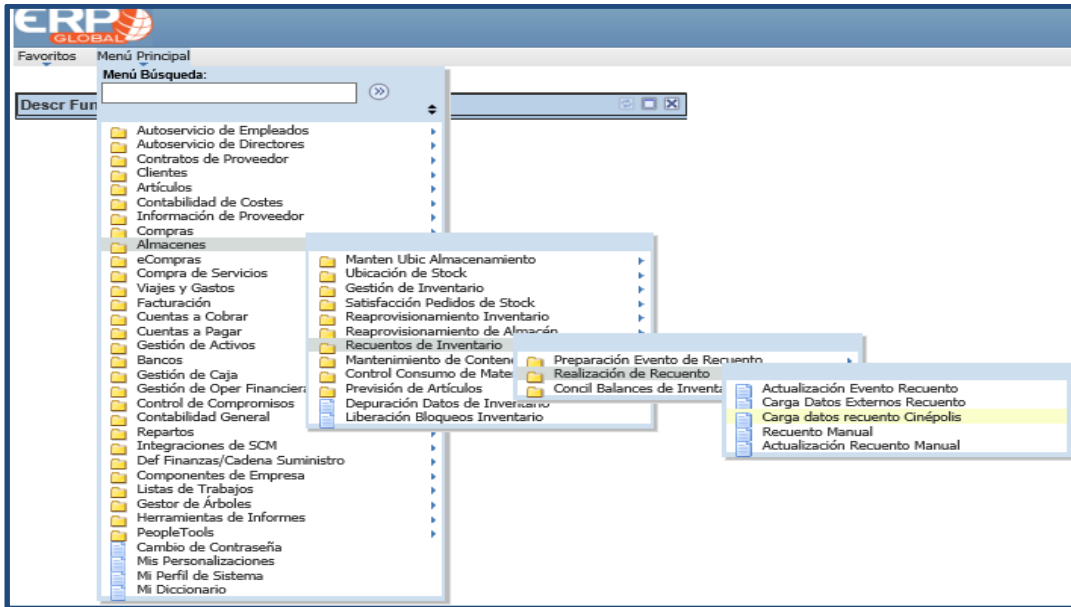 ERP
GLOBAL
Favoritos Menú Principal
Menú Búsqueda:
Descr Fun
Autoservicio de Empleados
Autoservicio de Directores
Contratos de Proveedor
Clientes
Artículos
Contabilidad de Costes
Información de Proveedor
Compras
Almacenes
eCompras
Compra de Servicios
Viajes y Gastos
Facturación
Cuentas a Cobrar
Cuentas a Pagar
Gestión de Activos
Bancos
Gestión de Caja
Gestión de Oper Financiera
Control de Compromisos
Contabilidad General
Repartos
Integraciones de SCM
Def Finanzas/Cadena Suministro
Componentes de Empresa
Listas de Trabajos
Gestor de Árboles
Herramientas de Informes
PeopleTools
Cambio de Contraseña
Mis Personalizaciones
Mi Perfil de Sistema
Mi Diccionario
Manten Ubic Almacenamiento
Ubicación de Stock
Gestión de Inventario
Satisfacción Pedidos de Stock
Reaprovisionamiento Inventario
Reaprovisionamiento de Almacén
Recuentos de Inventario
Mantenimiento de Conten
Control Consumo de Mate
Previsión de Artículos
Depuración Datos de Inventario
Liberación Bloqueos Inventario
Preparación Evento de Recuento
Realización de Recuento
Concil Balances de Inventa
Actualización Evento Recuento
Carga Datos Externos Recuento
Carga datos recuento Cinépolis
Recuento Manual
Actualización Recuento Manual